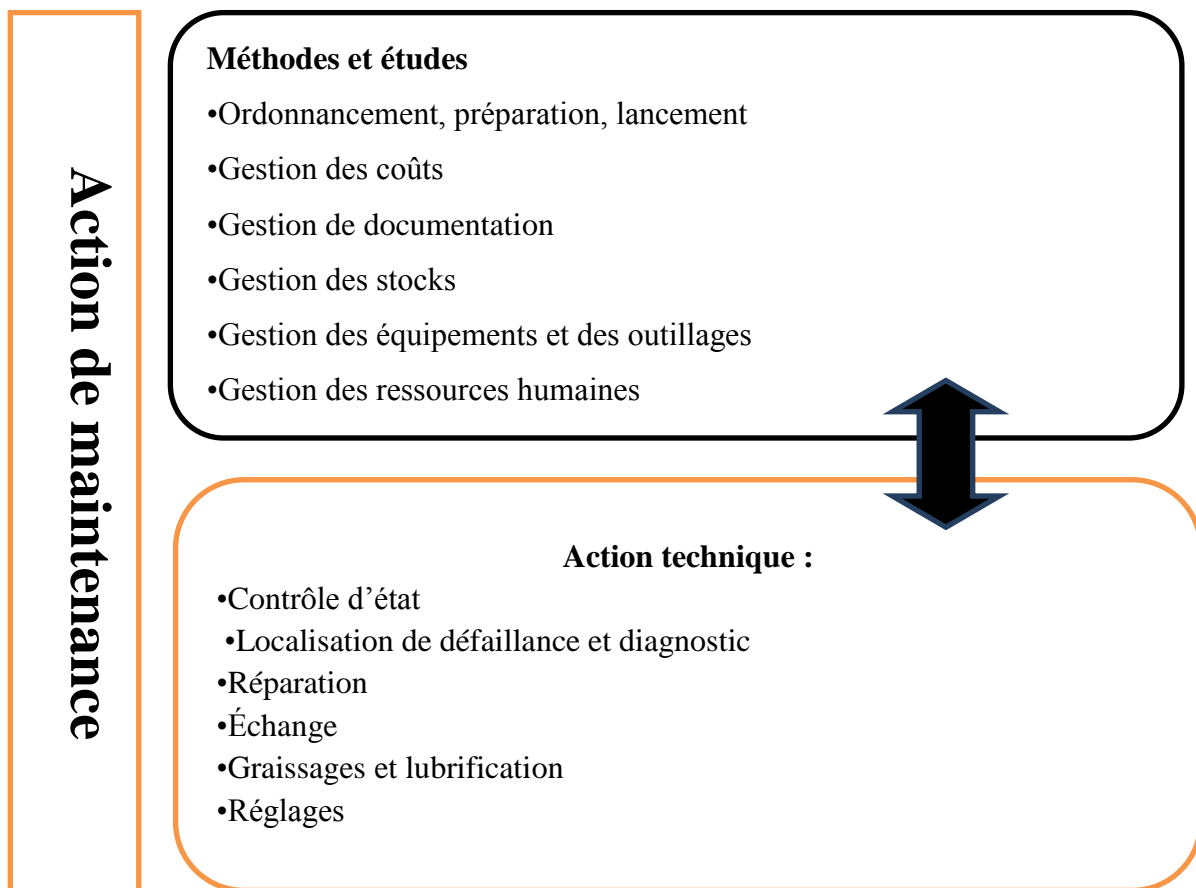 Action de maintenance
Méthodes et études
•Ordonnancement, préparation, lancement
•Gestion des coûts
•Gestion de documentation
•Gestion des stocks
•Gestion des équipements et des outillages
•Gestion des ressources humaines
Action technique :
•Contrôle d’état
•Localisation de défaillance et diagnostic
•Réparation
•Échange
•Graissages et lubrification
•Réglages